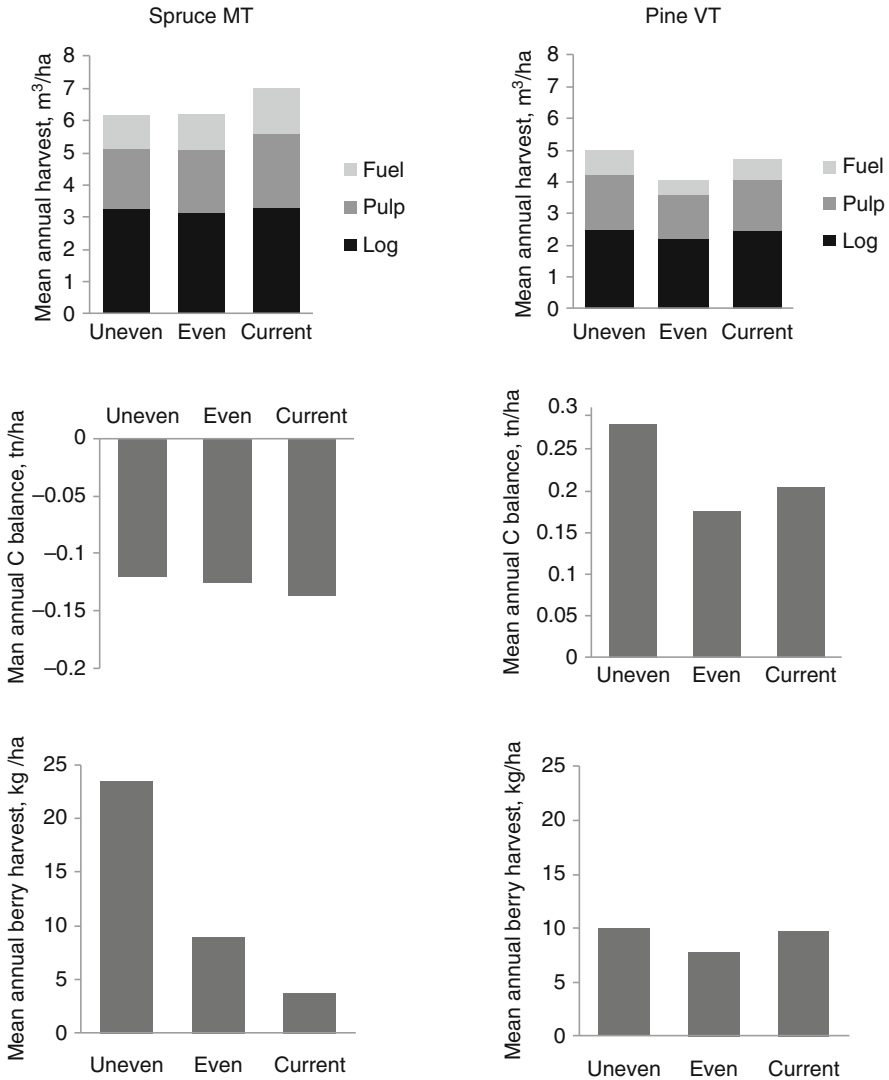 Spruce MT
Mean annual harvest, m³/ha
8
7
6
5
4
3
2
1
0
Uneven Even Current
Fuel
Pulp
Log
Pine VT
Mean annual harvest, m³/ha
8
7
6
5
4
3
2
1
0
Uneven Even Current
Fuel
Pulp
Log
Man annual C balance, tn/ha
Uneven Even Current
0
–0.05
–0.1
–0.15
–0.2
Mean annual C balance, tn/ha
0.3
0.25
0.2
0.15
0.1
0.05
0
Uneven Even Current
Mean annual berry harvest, kg /ha
25
20
15
10
5
0
Uneven Even Current
Mean annual berry harvest, kg/ha
25
20
15
10
5
0
Uneven Even Current